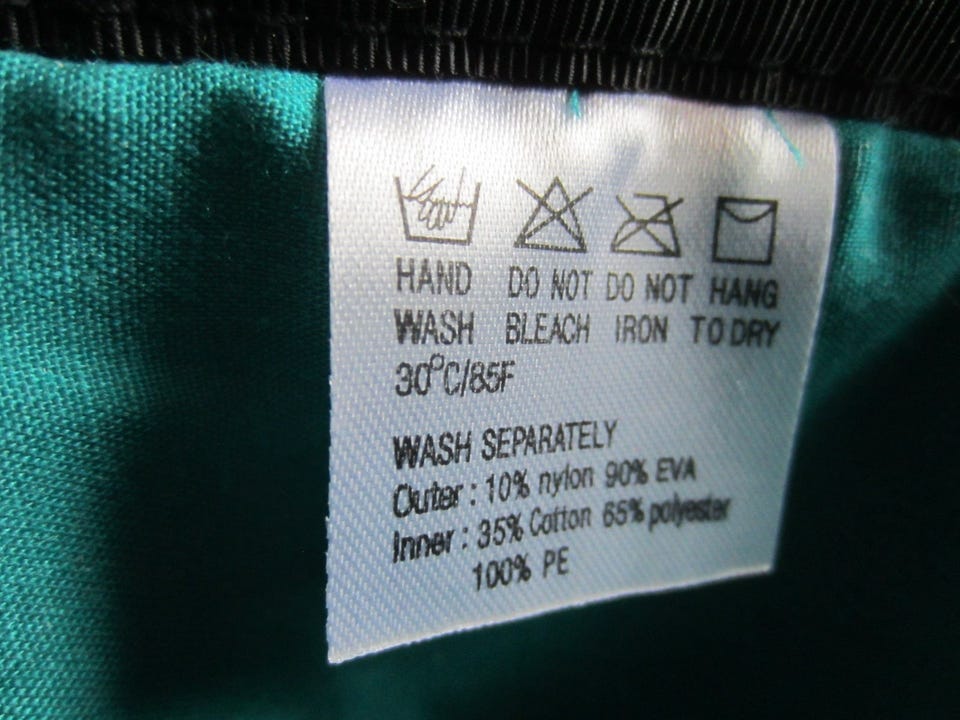 HAND DO NOT DO NOT HANG
WASH BLEACH IRON TO DRY
30°C/85F
WASH SEPARATELY
Outer : 10% nylon 90% EVA
Inner : 35% Cotton 65% polyester
100% PE